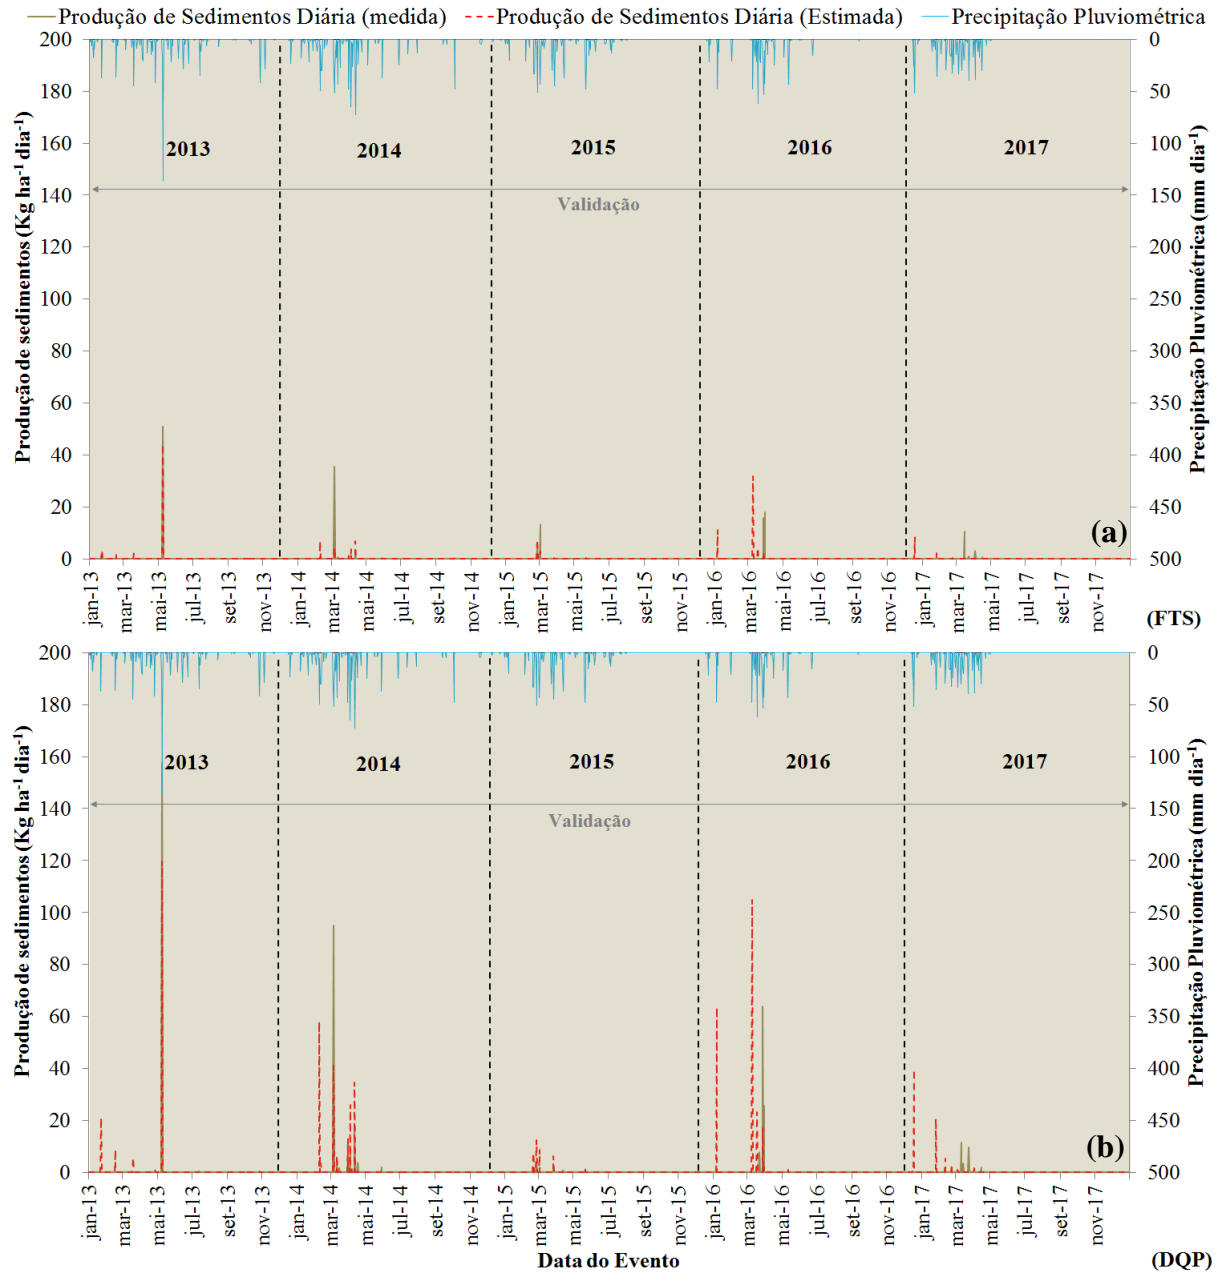 Produção de Sedimentos Diária (medida) Produção de Sedimentos Diária (Estimada) Precipitação Pluviométrica
Produção de sedimentos (Kg ha⁻¹ dia⁻¹)
200
180
160
140
120
100
80
60
40
20
0
2013 2014 2015 2016 2017
Validação
(a)
0
50
100
150
200
250
300
350
400
450
500
Precipitação Pluviométrica (mm dia⁻¹)
jan-13 mar-13 mai-13 jul-13 set-13 nov-13 jan-14 mar-14 mai-14 jul-14 set-14 nov-14 jan-15 mar-15 mai-15 jul-15 set-15 nov-15 jan-16 mar-16 mai-16 jul-16 set-16 nov-16 jan-17 mar-17 mai-17 jul-17 set-17 nov-17
(FTS)
Produção de sedimentos (Kg ha⁻¹ dia⁻¹)
200
180
160
140
120
100
80
60
40
20
0
2013 2014 2015 2016 2017
Validação
(b)
0
50
100
150
200
250
300
350
400
450
500
Precipitação Pluviométrica (mm dia⁻¹)
jan-13 mar-13 mai-13 jul-13 set-13 nov-13 jan-14 mar-14 mai-14 jul-14 set-14 nov-14 jan-15 mar-15 mai-15 jul-15 set-15 nov-15 jan-16 mar-16 mai-16 jul-16 set-16 nov-16 jan-17 mar-17 mai-17 jul-17 set-17 nov-17
Data do Evento
(DQP)